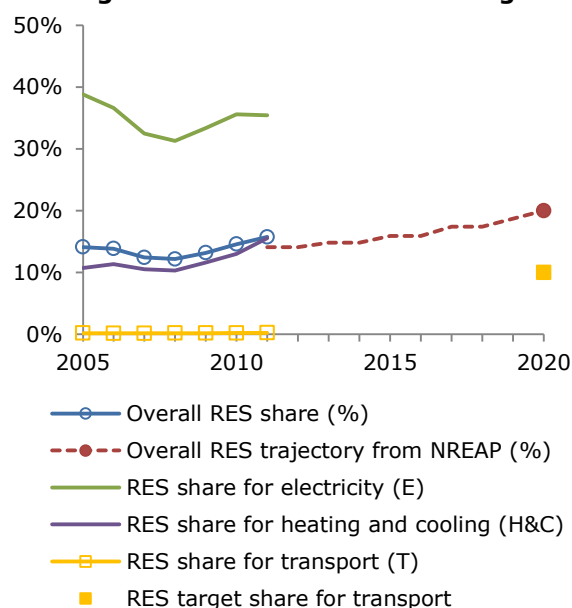 50%
40%
30%
20%
10%
0%
2005 2010 2015 2020
Overall RES share (%)
Overall RES trajectory from NREAP (%)
RES share for electricity (E)
RES share for heating and cooling (H&C)
RES share for transport (T)
RES target share for transport